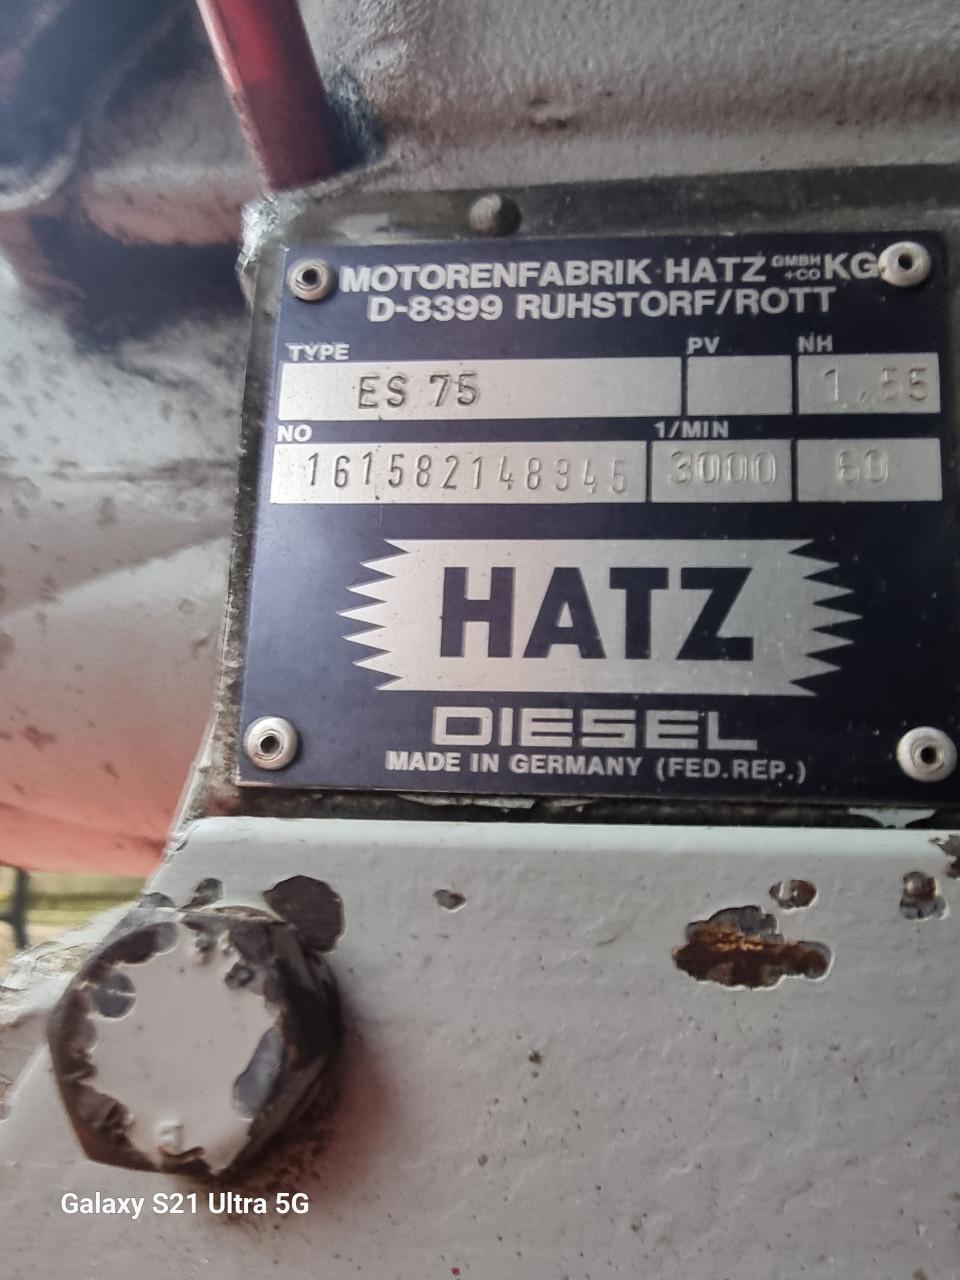 MOTORENFABRIK HATZ GMBH +CO KG
D-8399 RUHSTORF/ROTT
TYPE PV NH
ES 75 1,55
NO 1/MIN
161582148345 3000 60
HATZ
DIESEL
MADE IN GERMANY (FED.REP.)
Galaxy S21 Ultra 5G